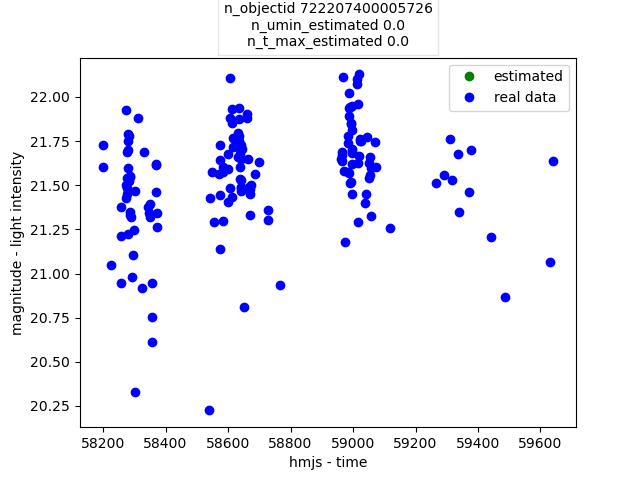 n_objectid 722207400005726
n_umin_estimated 0.0
n_t_max_estimated 0.0
estimated
real data
22.00
21.75
21.50
21.25
21.00
20.75
20.50
20.25
magnitude - light intensity
58200 58400 58600 58800 59000 59200 59400 59600
hmjs - time